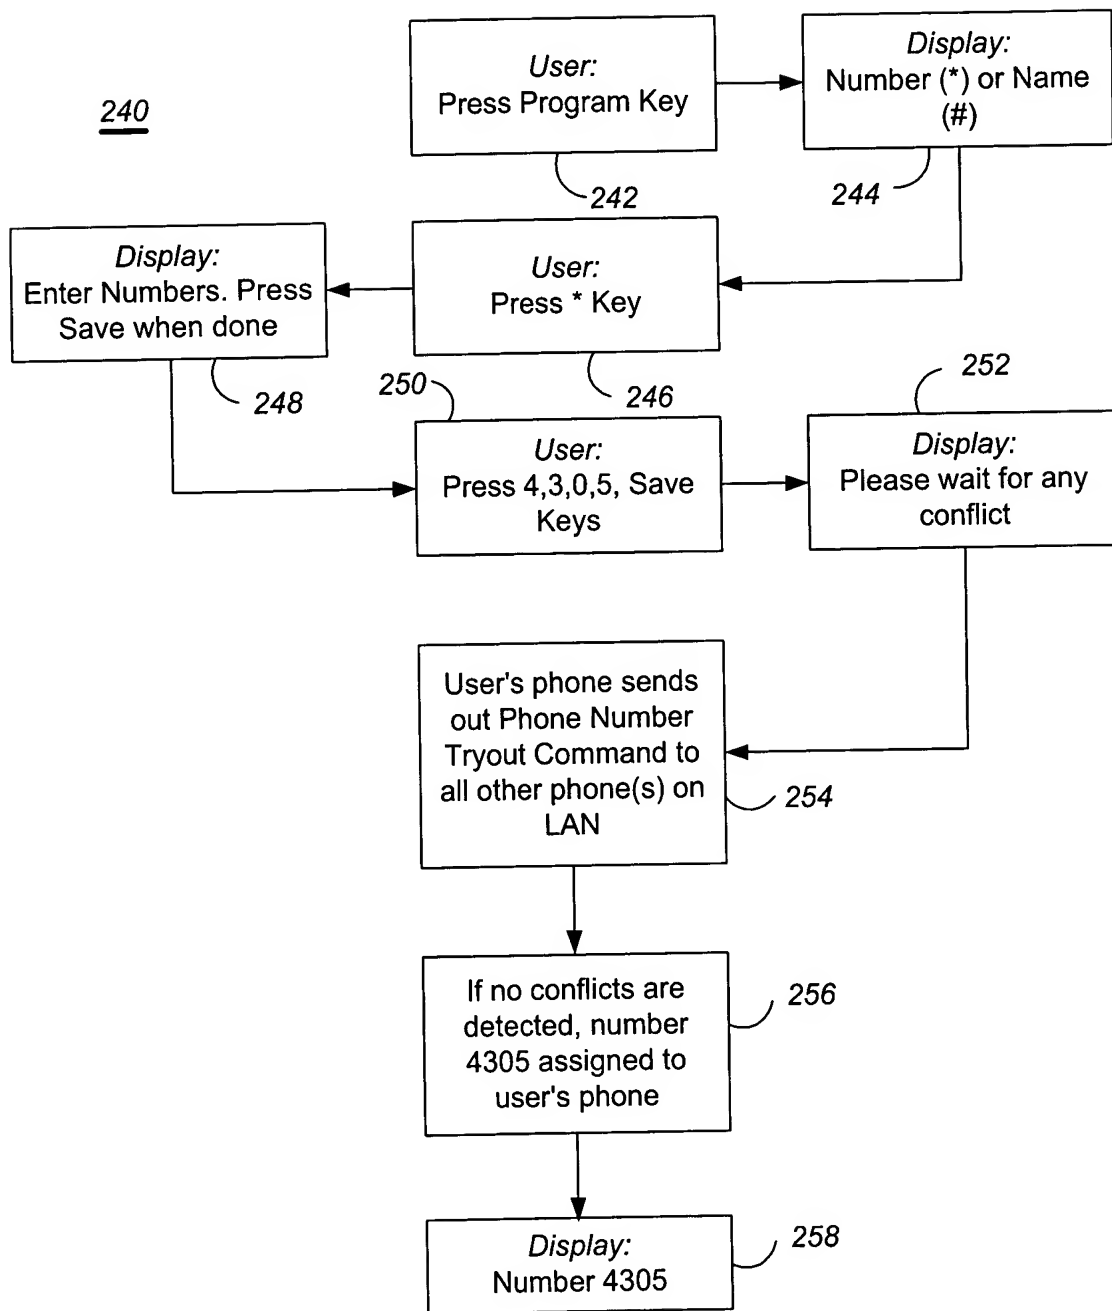 240
User:
Press Program Key
242
Display:
Number (*) or Name
(#)
244
User:
Press * Key
246
Display:
Enter Numbers. Press
Save when done
248
250
User:
Press 4,3,0,5, Save
Keys
252
Display:
Please wait for any
conflict
User's phone sends
out Phone Number
Tryout Command to
all other phone(s) on
LAN
254
If no conflicts are
detected, number
4305 assigned to
user's phone
256
Display:
Number 4305
258